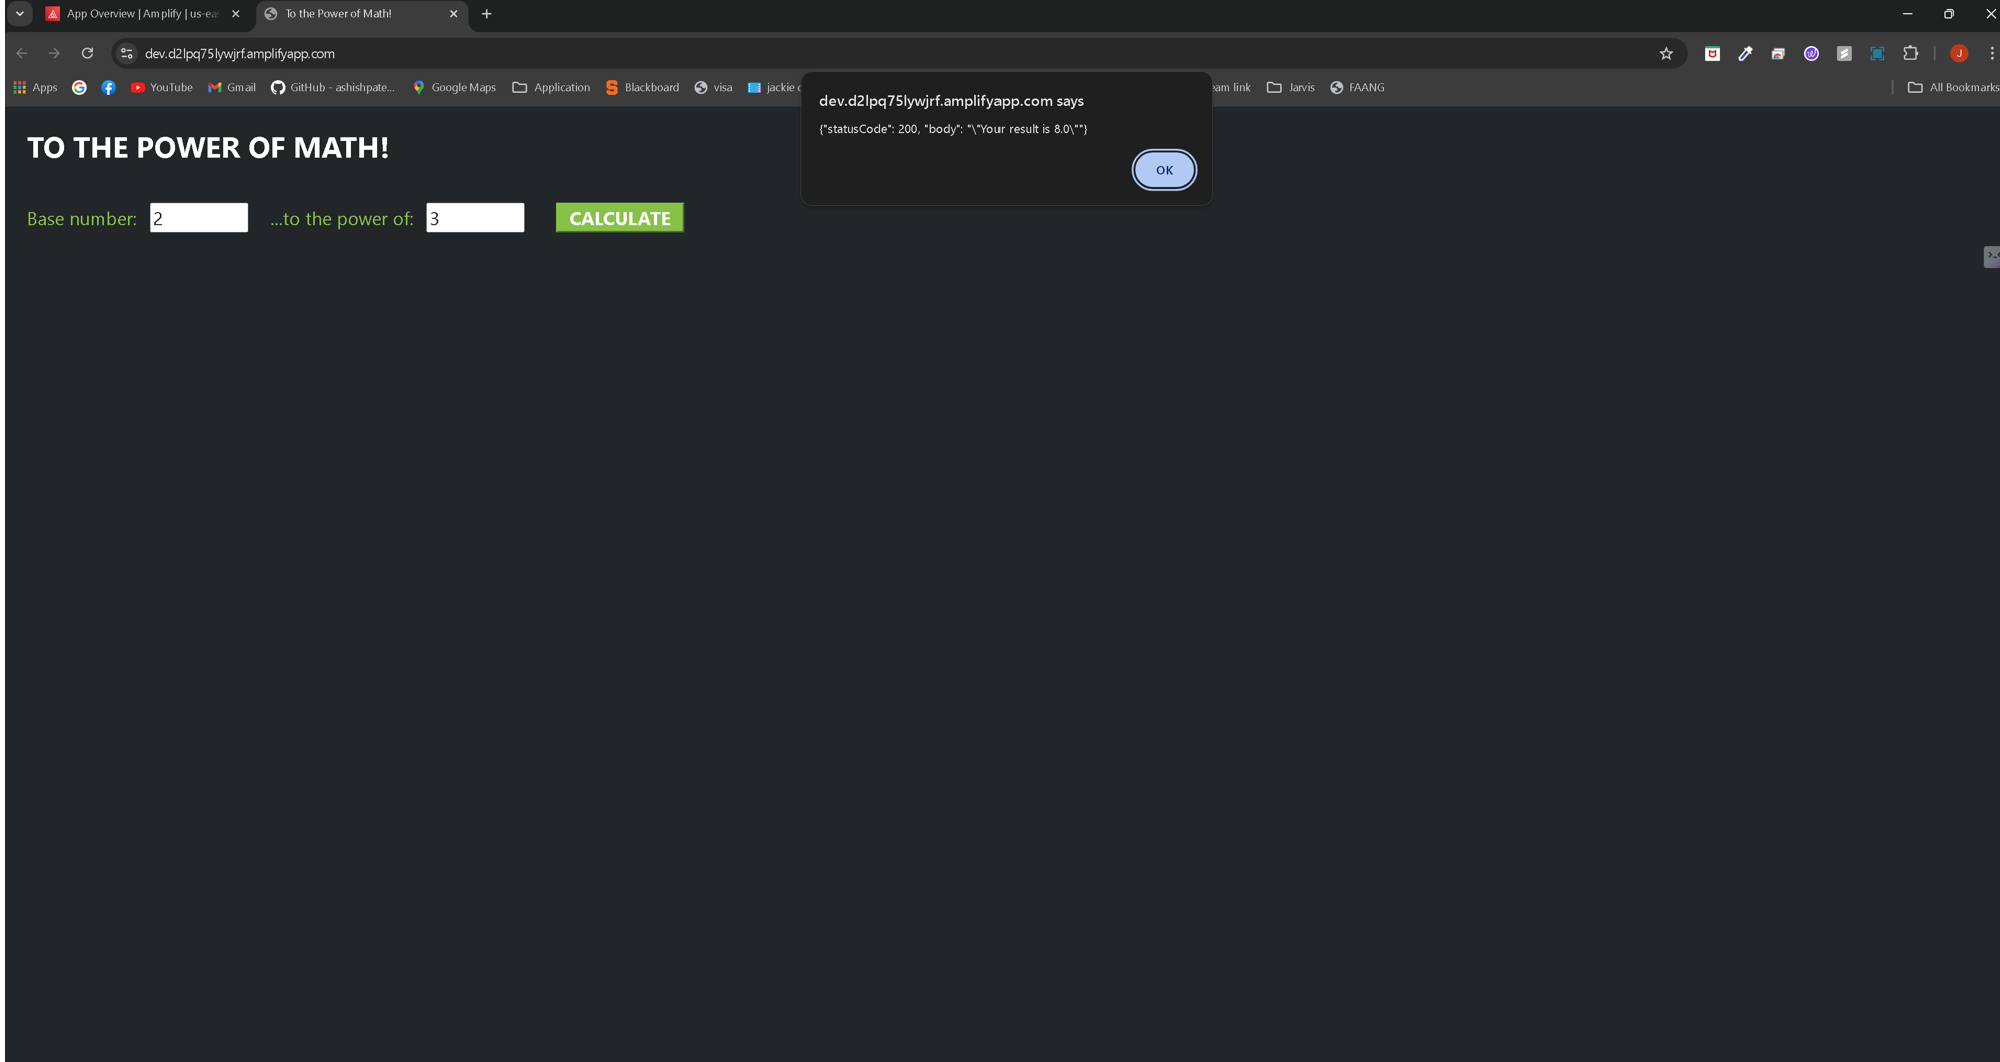 App Overview | Amplify | us-eas
To the Power of Math!
dev.d2lpq75lywjrf.amplifyapp.com
J
Apps
YouTube
Gmail
GitHub - ashishpate...
Google Maps
Application
Blackboard
visa
jackie
link
Jarvis
FAANG
All Bookmarks
dev.d2lpq75lywjrf.amplifyapp.com says
{"statusCode": 200, "body": "\"Your result is 8.0\""}
OK
TO THE POWER OF MATH!
Base number: 2 ...to the power of: 3 CALCULATE